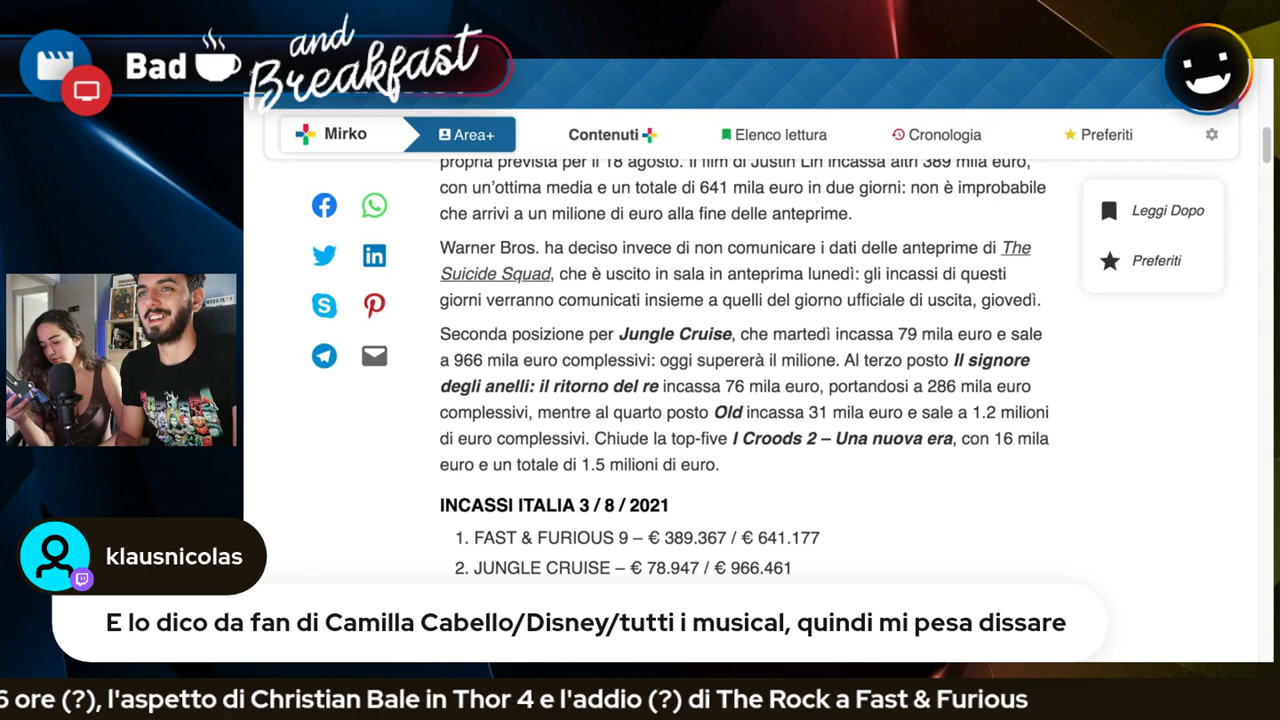 Bad and Breakfast
Mirko
Area+
Contenuti
Elenco lettura
Cronologia
Preferiti
propria prevista per il 18 agosto. Il film di Justin Lin incassa altri 389 mila euro,
con un'ottima media e un totale di 641 mila euro in due giorni: non è improbabile
che arrivi a un milione di euro alla fine delle anteprime.
Warner Bros. ha deciso invece di non comunicare i dati delle anteprime di The
Suicide Squad, che è uscito in sala in anteprima lunedì: gli incassi di questi
giorni verranno comunicati insieme a quelli del giorno ufficiale di uscita, giovedì.
Seconda posizione per Jungle Cruise, che martedì incassa 79 mila euro e sale
a 966 mila euro complessivi: oggi supererà il milione. Al terzo posto Il signore
degli anelli: il ritorno del re incassa 76 mila euro, portandosi a 286 mila euro
complessivi, mentre al quarto posto Old incassa 31 mila euro e sale a 1.2 milioni
di euro complessivi. Chiude la top-five I Croods 2 – Una nuova era, con 16 mila
euro e un totale di 1.5 milioni di euro.
INCASSI ITALIA 3 / 8 / 2021
1. FAST & FURIOUS 9 – € 389.367 / € 641.177
2. JUNGLE CRUISE – € 78.947 / € 966.461
Leggi Dopo
Preferiti
klausnicolas
E lo dico da fan di Camilla Cabello/Disney/tutti i musical, quindi mi pesa dissare
6 ore (?), l'aspetto di Christian Bale in Thor 4 e l'addio (?) di The Rock a Fast & Furious